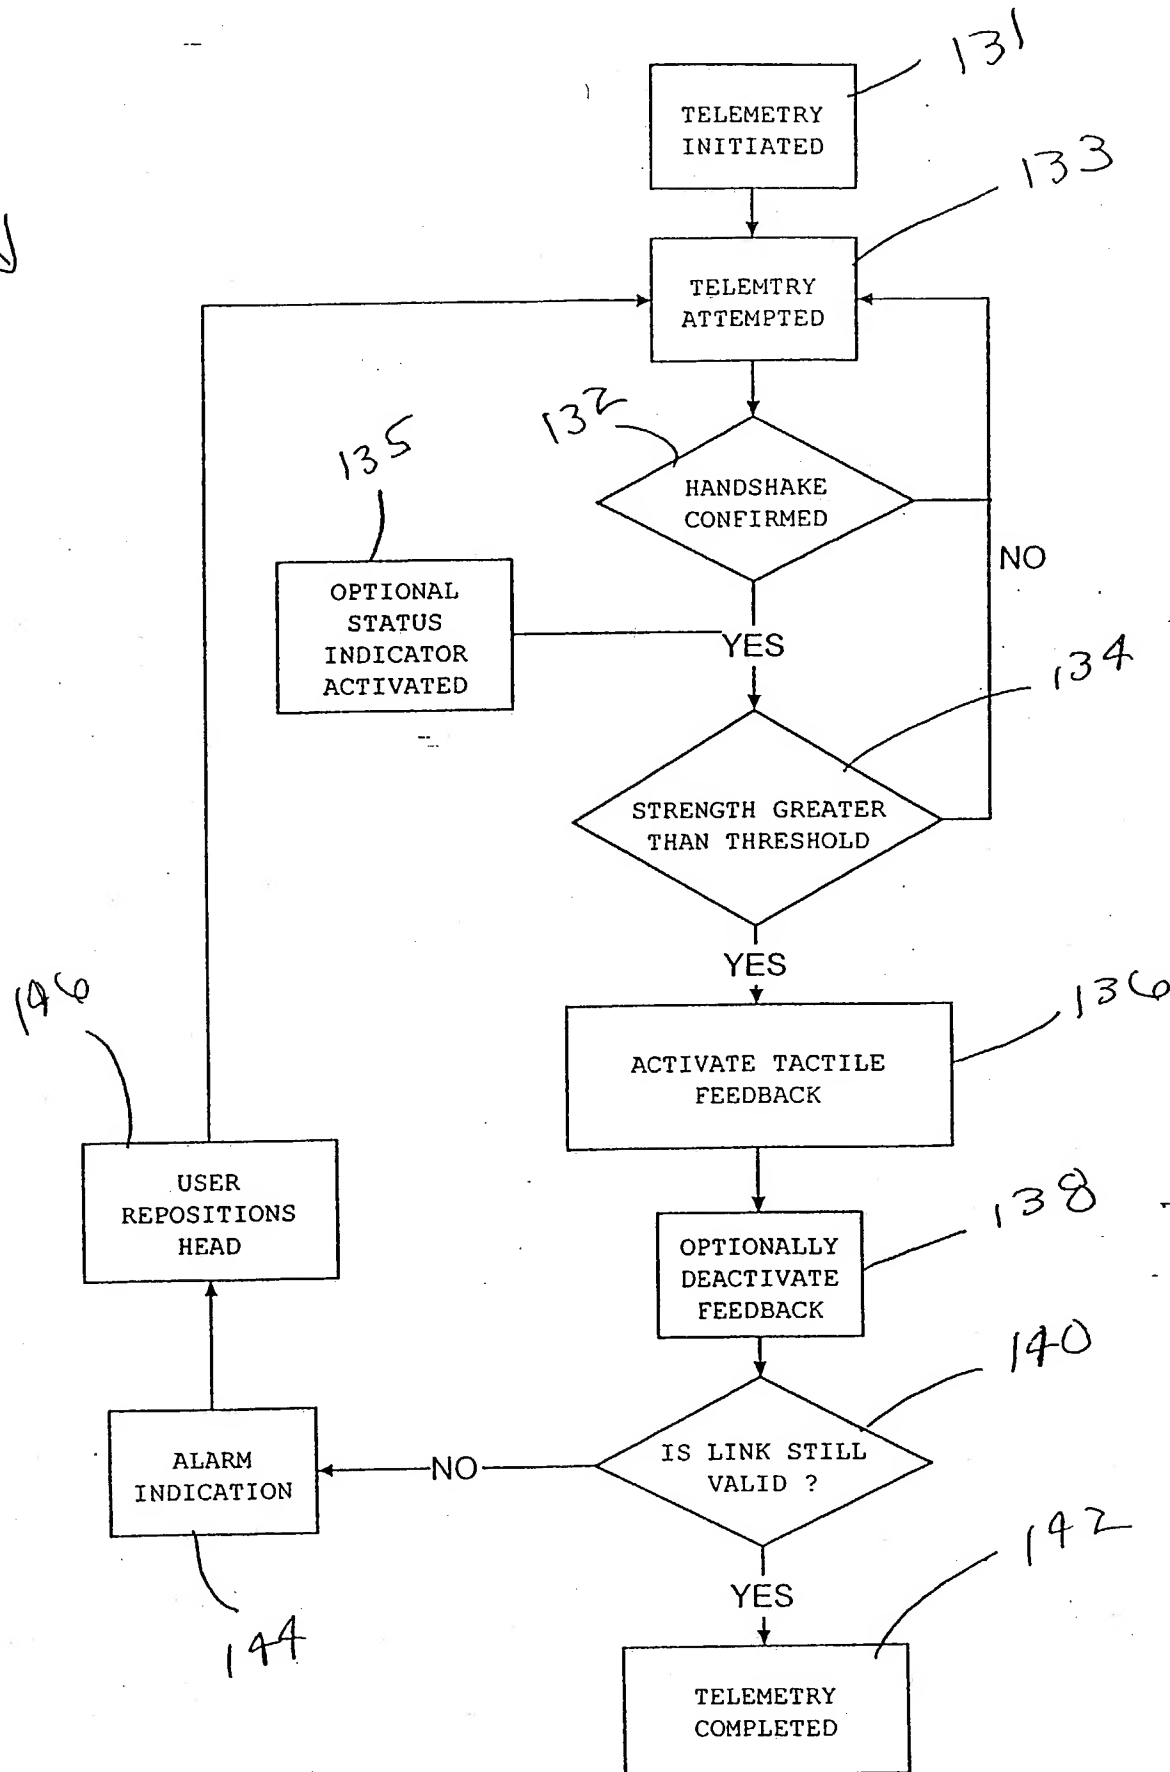 131
TELEMETRY
INITIATED
133
TELEMTRY
ATTEMPTED
132
HANDSHAKE
CONFIRMED
135
NO
OPTIONAL
STATUS
INDICATOR
ACTIVATED
YES
134
STRENGTH GREATER
THAN THRESHOLD
YES
146
136
ACTIVATE TACTILE
FEEDBACK
USER
REPOSITIONS
HEAD
138
OPTIONALLY
DEACTIVATE
FEEDBACK
140
IS LINK STILL
VALID ?
NO
ALARM
INDICATION
142
YES
144
TELEMETRY
COMPLETED